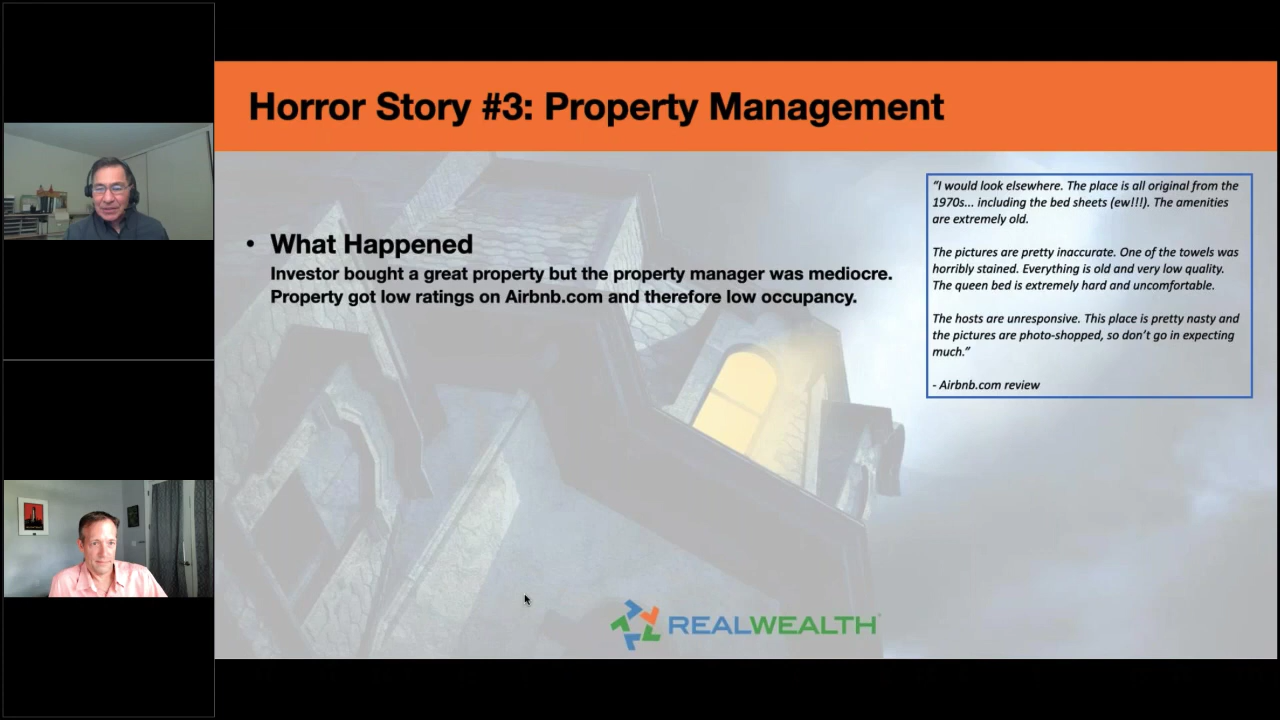 Horror Story #3: Property Management
• What Happened
Investor bought a great property but the property manager was mediocre.
Property got low ratings on Airbnb.com and therefore low occupancy.
“I would look elsewhere. The place is all original from the
1970s... including the bed sheets (ew!!!). The amenities
are extremely old.
The pictures are pretty inaccurate. One of the towels was
horribly stained. Everything is old and very low quality.
The queen bed is extremely hard and uncomfortable.
The hosts are unresponsive. This place is pretty nasty and
the pictures are photo-shopped, so don’t go in expecting
much.”
- Airbnb.com review
REALWEALTH